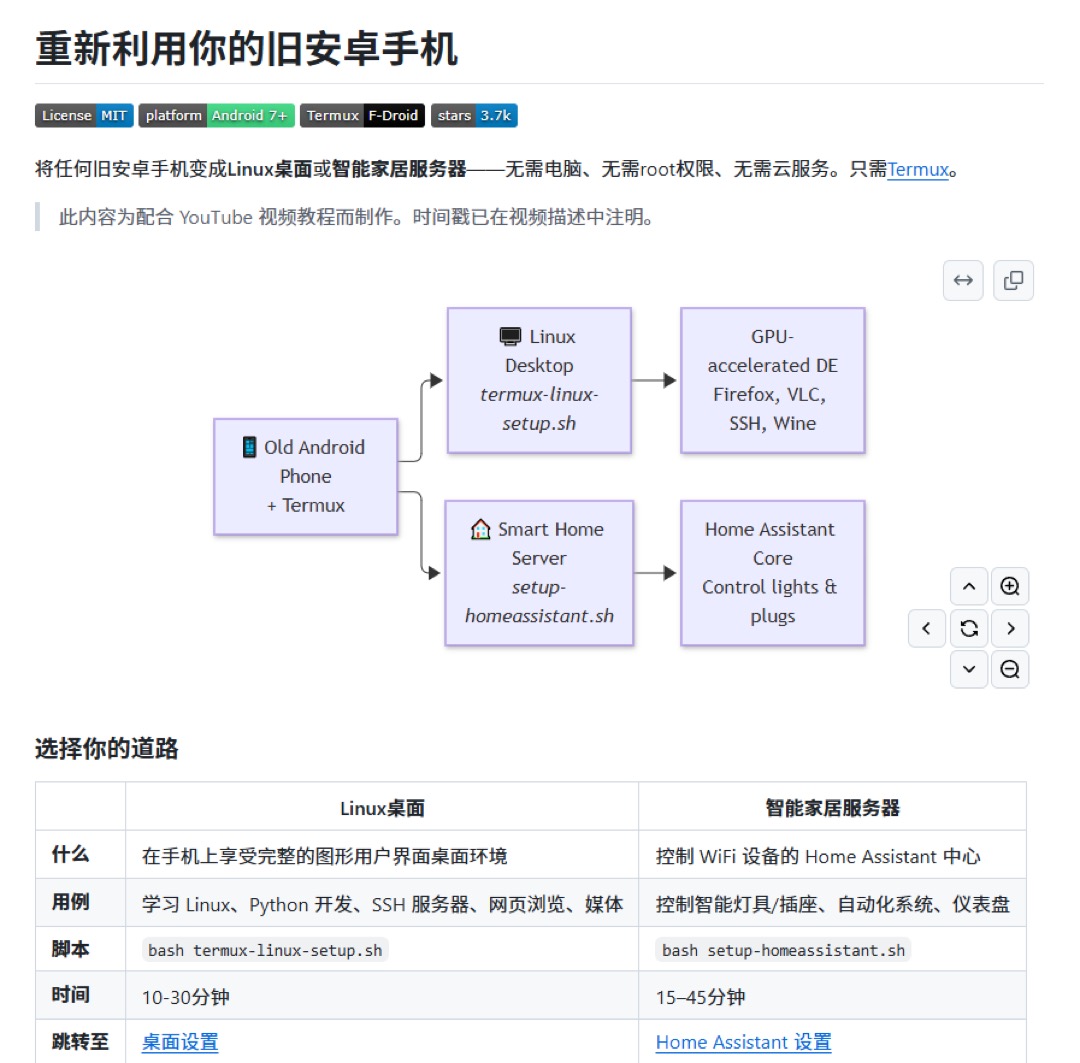 重新利用你的旧安卓手机
License MIT platform Android 7+ Termux F-Droid stars 3.7k
将任何旧安卓手机变成Linux桌面或智能家居服务器——无需电脑、无需root权限、无需云服务。只需Termux。
此内容为配合 YouTube 视频教程而制作。时间戳已在视频描述中注明。
Old Android
Phone
+ Termux
Linux
Desktop
termux-linux-
setup.sh
GPU-
accelerated DE
Firefox, VLC,
SSH, Wine
Smart Home
Server
setup-
homeassistant.sh
Home Assistant
Core
Control lights &
plugs
选择你的道路
Linux桌面 智能家居服务器
什么 在手机上享受完整的图形用户界面桌面环境 控制 WiFi 设备的 Home Assistant 中心
用例 学习 Linux、Python 开发、SSH 服务器、网页浏览、媒体 控制智能灯具/插座、自动化系统、仪表盘
脚本 bash termux-linux-setup.sh bash setup-homeassistant.sh
时间 10-30分钟 15–45分钟
跳转至 桌面设置 Home Assistant 设置